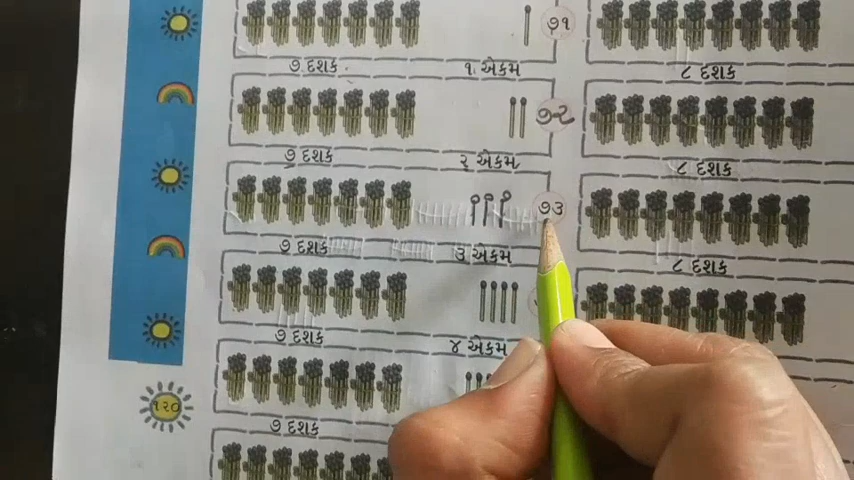 ૭૧
૭ દશક ૧ એકમ ૮ દશક
૭૨
૭ દશક ૨ એકમ ૮ દશક
૭૩
૭ દશક ૩ એકમ ૮ દશક
૭ દશક ૪ એકમ
૭ દશક
૧૨૦